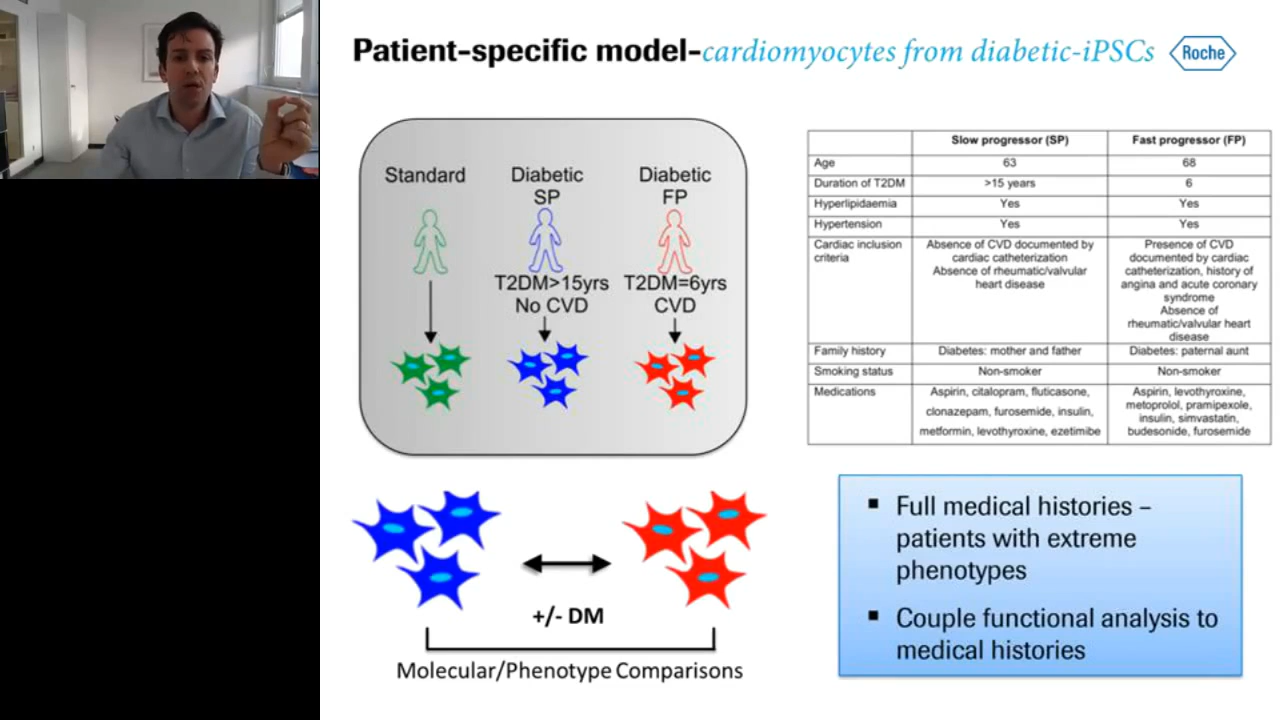 Patient-specific model-cardiomyocytes from diabetic-iPSCs
Roche
Standard
Diabetic
SP
Diabetic
FP
T2DM>15yrs
No CVD
T2DM=6yrs
CVD
+/- DM
Molecular/Phenotype Comparisons
Slow progressor (SP) Fast progressor (FP)
Age 63 68
Duration of T2DM >15 years 6
Hyperlipidaemia Yes Yes
Hypertension Yes Yes
Cardiac inclusion
criteria
Absence of CVD documented by
cardiac catheterization
Absence of rheumatic/valvular
heart disease
Presence of CVD
documented by cardiac
catheterization, history of
angina and acute coronary
syndrome
Absence of
rheumatic/valvular heart
disease
Family history Diabetes: mother and father Diabetes: paternal aunt
Smoking status Non-smoker Non-smoker
Medications
Aspirin, citalopram, fluticasone,
clonazepam, furosemide, insulin,
metformin, levothyroxine, ezetimibe
Aspirin, levothyroxine,
metoprolol, pramipexole,
insulin, simvastatin,
budesonide, furosemide
▪ Full medical histories –
patients with extreme
phenotypes
▪ Couple functional analysis to
medical histories